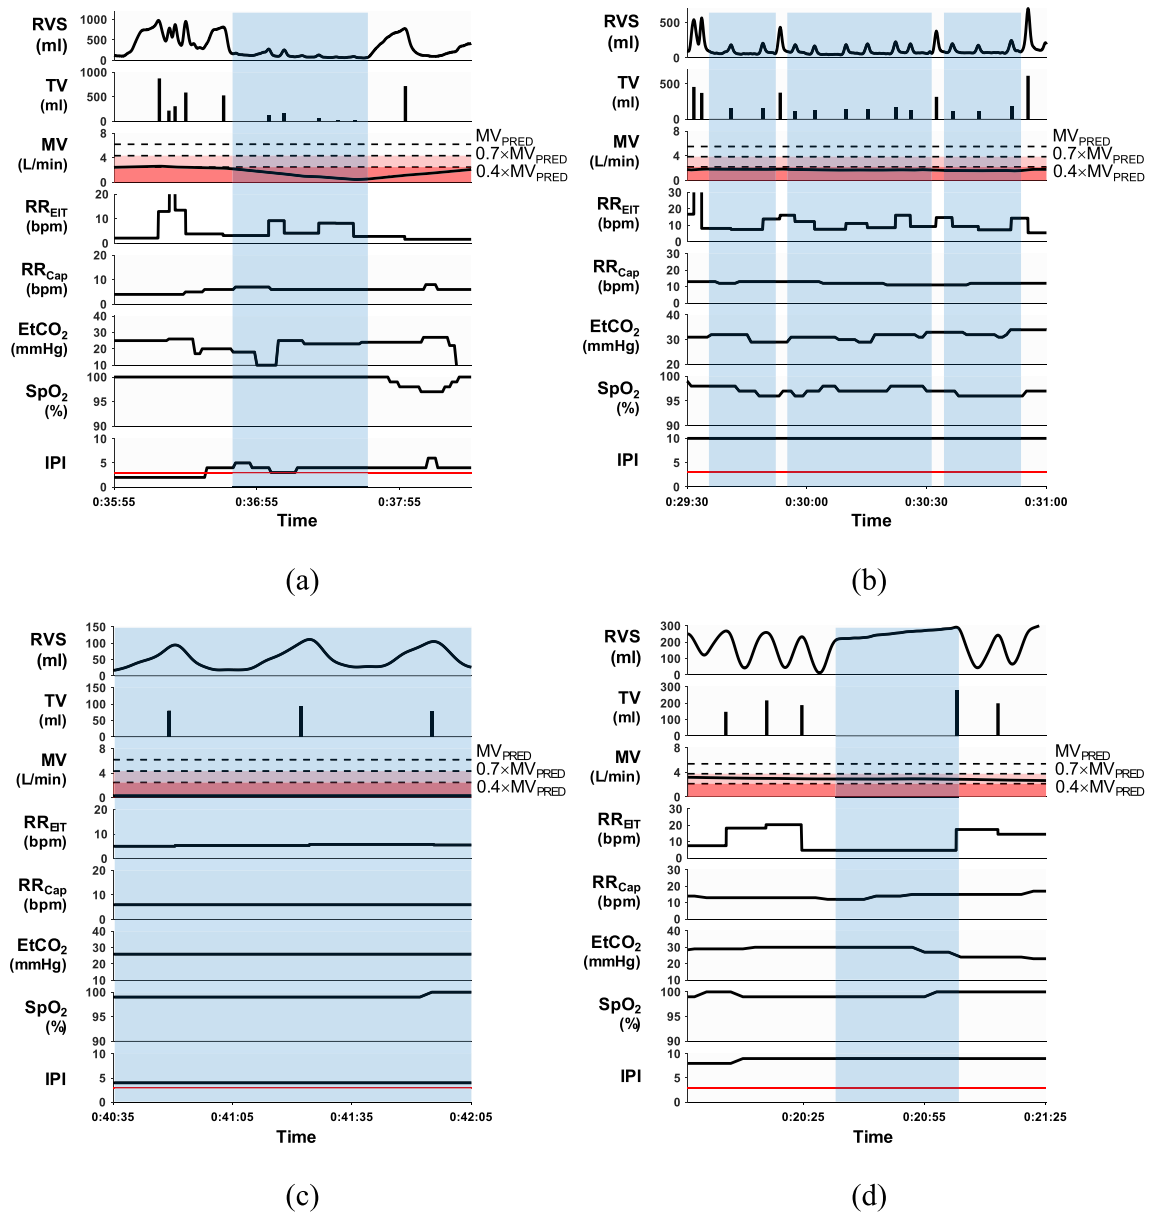 RVS
(ml)
1000
500
0
TV
(ml)
1000
500
0
MV
(L/min)
8
4
0
MVPRED
0.7×MVPRED
0.4×MVPRED
RREIT
(bpm)
20
10
0
RRCap
(bpm)
20
10
0
EtCO2
(mmHg)
40
30
20
10
SpO2
(%)
100
95
90
IPI
10
5
0
0:35:55
0:36:55
0:37:55
Time
(a)
RVS
(ml)
500
0
TV
(ml)
500
0
MV
(L/min)
8
4
0
MVPRED
0.7×MVPRED
0.4×MVPRED
RREIT
(bpm)
30
20
10
0
RRCap
(bpm)
30
20
10
0
EtCO2
(mmHg)
40
30
20
SpO2
(%)
100
95
90
IPI
10
5
0
0:29:30
0:30:00
0:30:30
0:31:00
Time
(b)
RVS
(ml)
150
100
50
0
TV
(ml)
150
100
50
0
MV
(L/min)
8
4
0
MVPRED
0.7×MVPRED
0.4×MVPRED
RREIT
(bpm)
20
10
0
RRCap
(bpm)
20
10
0
EtCO2
(mmHg)
40
30
20
10
SpO2
(%)
100
95
90
IPI
10
5
0
0:40:35
0:41:05
0:41:35
0:42:05
Time
(c)
RVS
(ml)
300
200
100
0
TV
(ml)
300
200
100
0
MV
(L/min)
8
4
0
MVPRED
0.7×MVPRED
0.4×MVPRED
RREIT
(bpm)
30
20
10
0
RRCap
(bpm)
30
20
10
0
EtCO2
(mmHg)
40
30
20
10
SpO2
(%)
100
95
90
IPI
10
5
0
0:20:25
0:20:55
0:21:25
Time
(d)